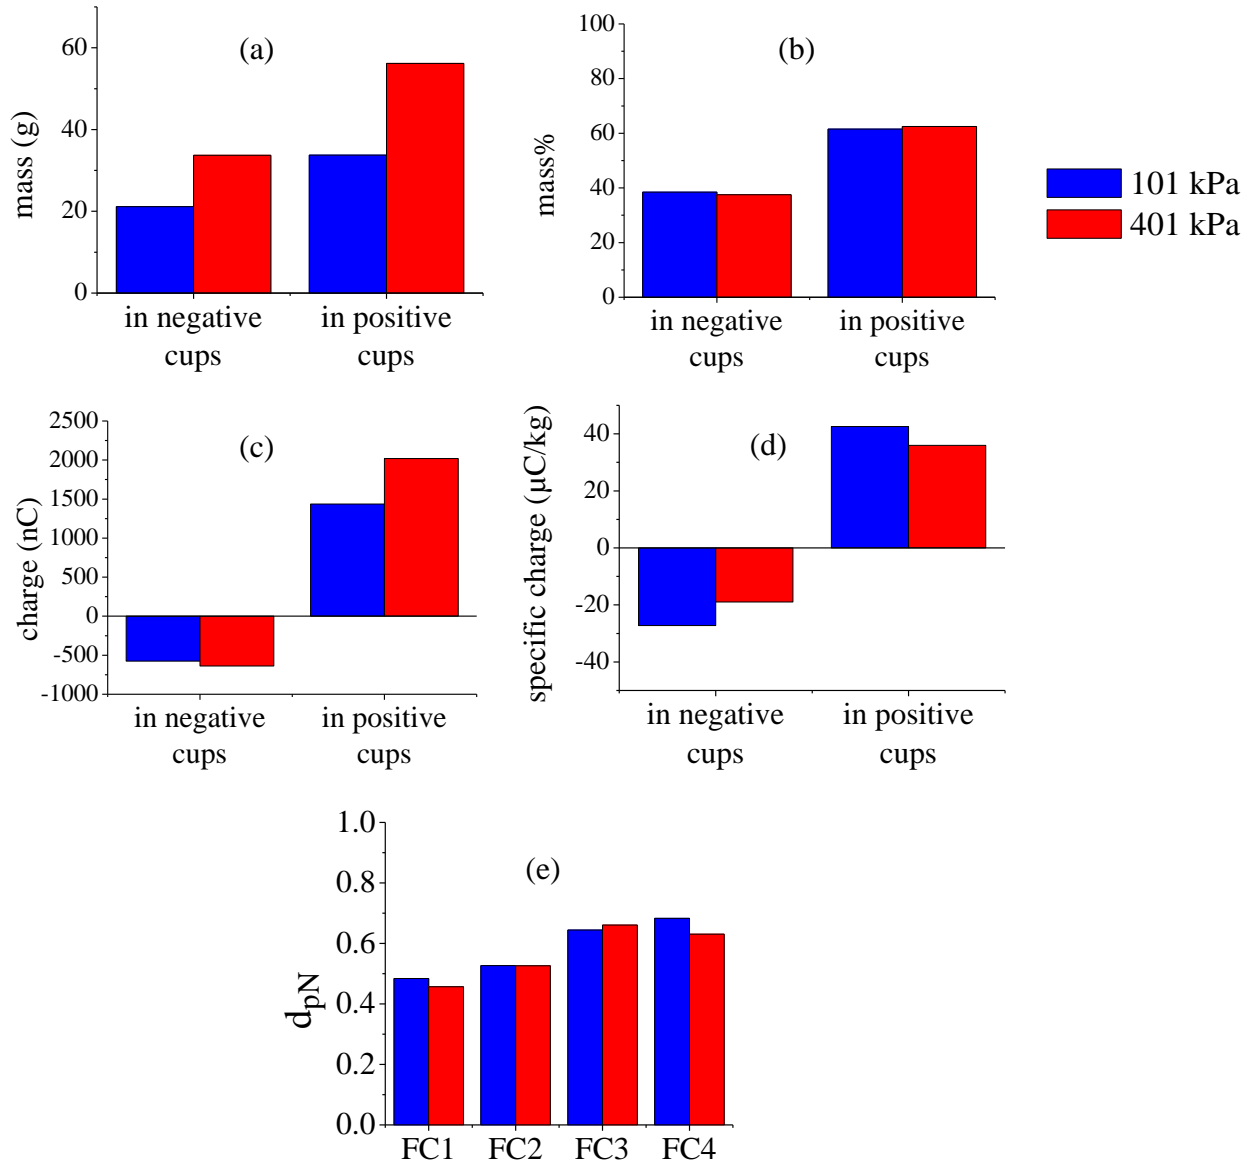 (a)
mass (g)
60
40
20
0
in negative cups
in positive cups
(b)
mass%
100
80
60
40
20
0
in negative cups
in positive cups
101 kPa
401 kPa
(c)
charge (nC)
2500
2000
1500
1000
500
0
-500
-1000
in negative cups
in positive cups
(d)
specific charge (µC/kg)
40
20
0
-20
-40
in negative cups
in positive cups
(e)
dpN
1.0
0.8
0.6
0.4
0.2
0.0
FC1 FC2 FC3 FC4